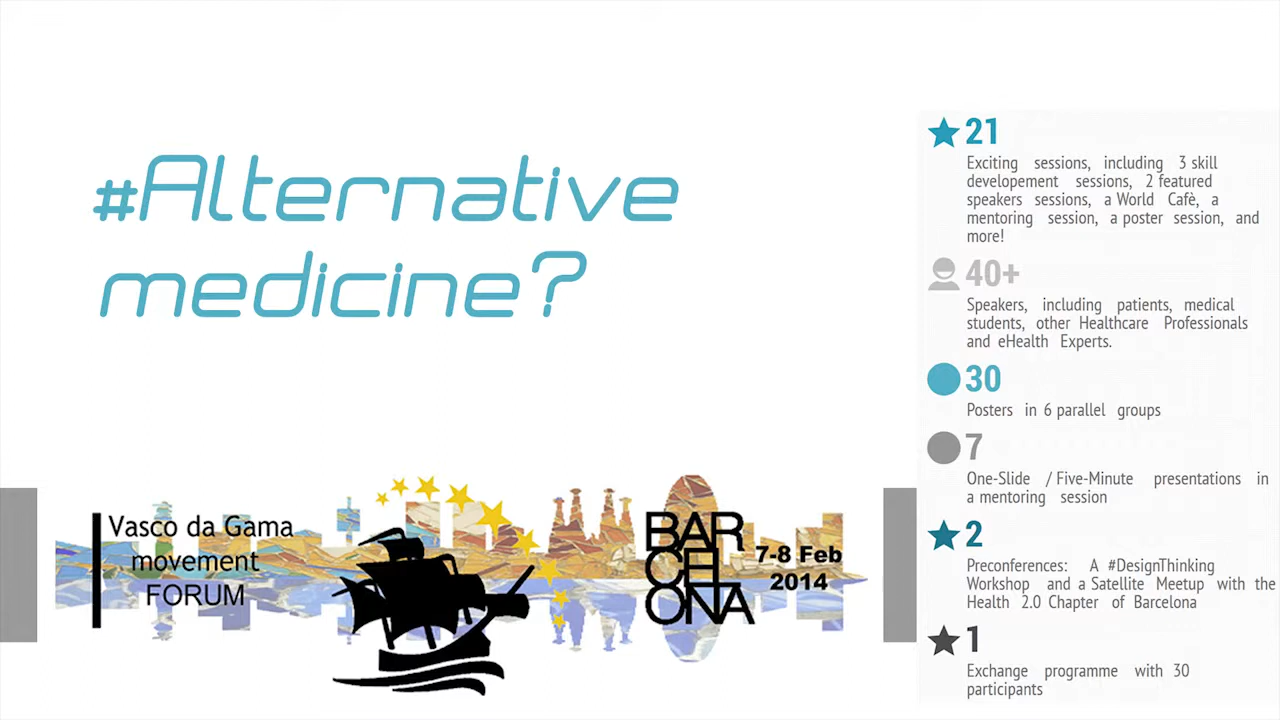 #Alternative
medicine?
21
Exciting sessions, including 3 skill
developement sessions, 2 featured
speakers sessions, a World Cafè, a
mentoring session, a poster session, and
more!
40+
Speakers, including patients, medical
students, other Healthcare Professionals
and eHealth Experts.
30
Posters in 6 parallel groups
7
One-Slide / Five-Minute presentations in
a mentoring session
2
Preconferences: A #DesignThinking
Workshop and a Satellite Meetup with the
Health 2.0 Chapter of Barcelona
1
Exchange programme with 30
participants
Vasco da Gama
movement
FORUM
BAR
CEL
ONA
7-8 Feb
2014